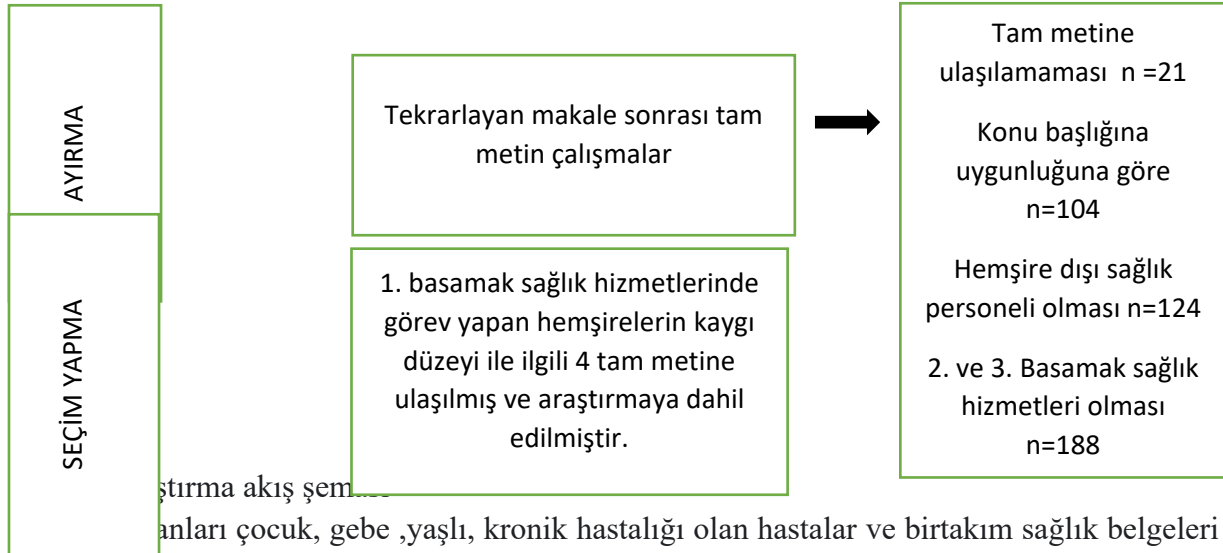 AYIRMA
Tekrarlayan makale sonrası tam
metin çalışmalar
Tam metine
ulaşılamaması n =21
Konu başlığına
uygunluğuna göre
n=104
Hemşire dışı sağlık
personeli olması n=124
2. ve 3. Basamak sağlık
hizmetleri olması
n=188
SEÇİM YAPMA
1. basamak sağlık hizmetlerinde
görev yapan hemşirelerin kaygı
düzeyi ile ilgili 4 tam metine
ulaşılmış ve araştırmaya dahil
edilmiştir.
akış
çocuk, gebe ,yaşlı, kronik hastalığı olan hastalar ve birtakım sağlık belgeleri